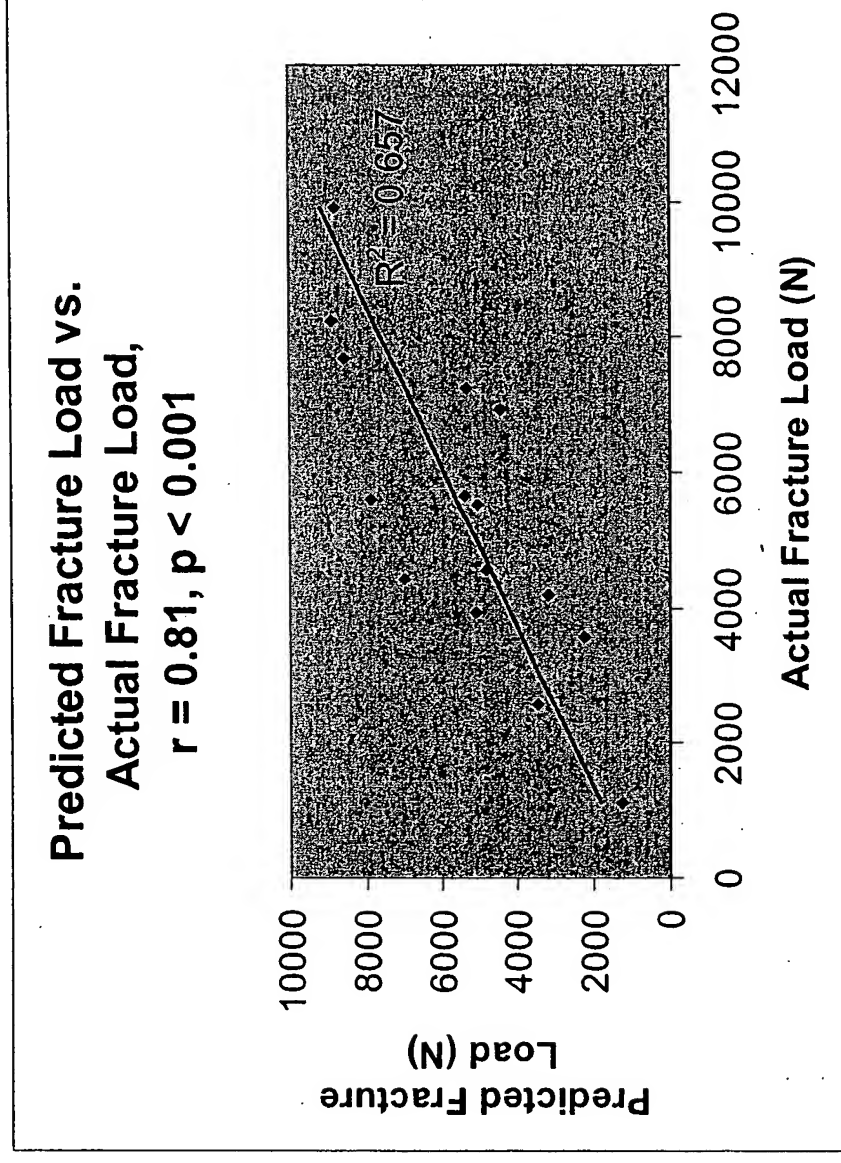 Predicted Fracture Load vs.
Actual Fracture Load,
r = 0.81, p < 0.001
Predicted Fracture
Load (N)
10000
8000
6000
4000
2000
0
R² = 0 657
0
2000
4000
6000
8000
10000
12000
Actual Fracture Load (N)